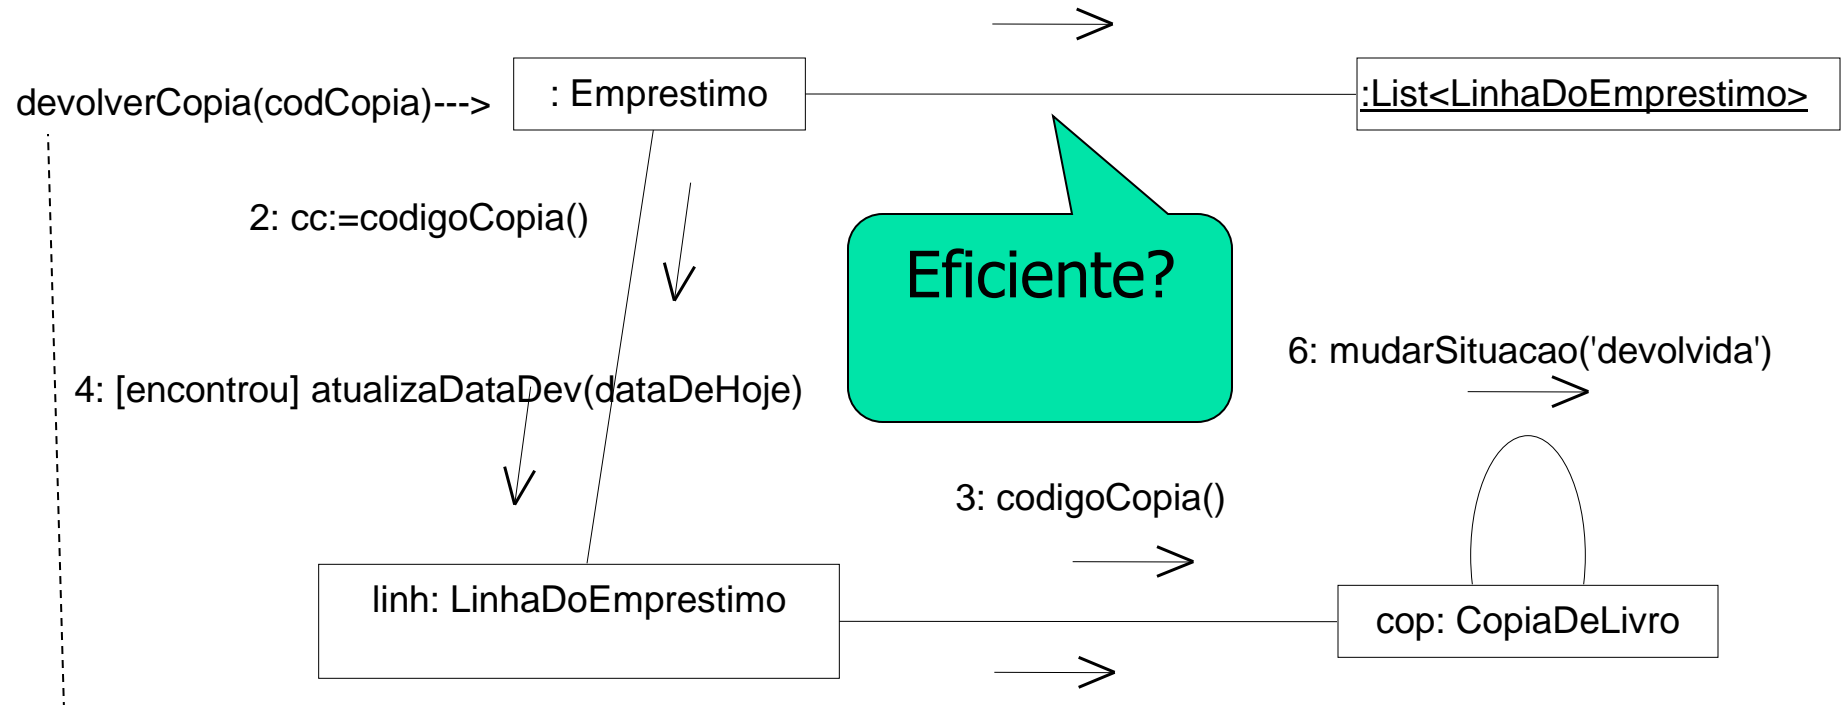 devolverCopia(codCopia)--->
: Emprestimo
:List<LinhaDoEmprestimo>
2: cc:=codigoCopia()
Eficiente?
6: mudarSituacao('devolvida')
4: [encontrou] atualizaDataDev(dataDeHoje)
3: codigoCopia()
linh: LinhaDoEmprestimo
cop: CopiaDeLivro